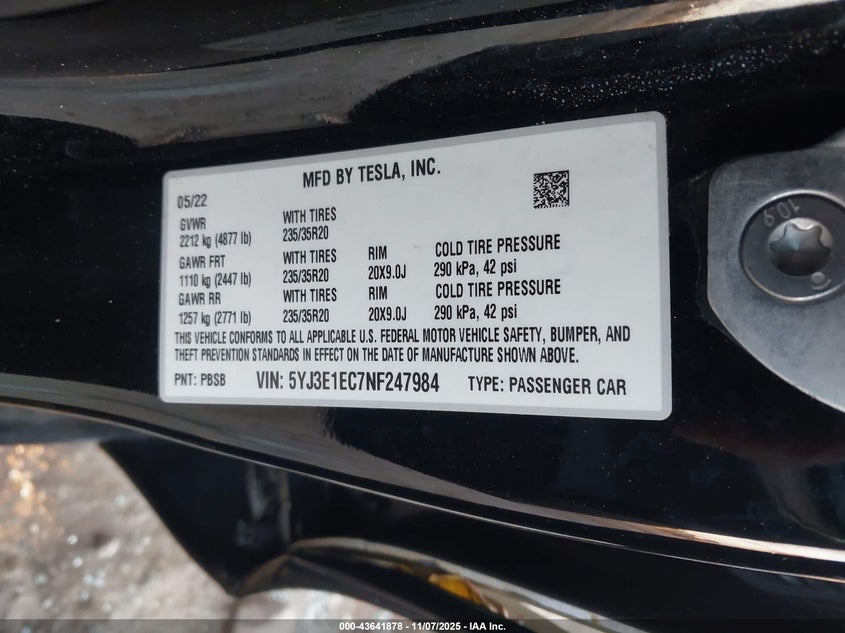 MFD BY TESLA, INC.
05/22
GVWR WITH TIRES
2212 kg (4877 lb) 235/35R20
GAWR FRT WITH TIRES RIM COLD TIRE PRESSURE
1110 kg (2447 lb) 235/35R20 20X9.0J 290 kPa, 42 psi
GAWR RR WITH TIRES RIM COLD TIRE PRESSURE
1257 kg (2771 lb) 235/35R20 20X9.0J 290 kPa, 42 psi
THIS VEHICLE CONFORMS TO ALL APPLICABLE U.S. FEDERAL MOTOR VEHICLE SAFETY, BUMPER, AND
THEFT PREVENTION STANDARDS IN EFFECT ON THE DATE OF MANUFACTURE SHOWN ABOVE.
PNT: PBSB VIN: 5YJ3E1EC7NF247984 TYPE: PASSENGER CAR
10.9
000-43641878 - 11/07/2025 - IAA Inc.